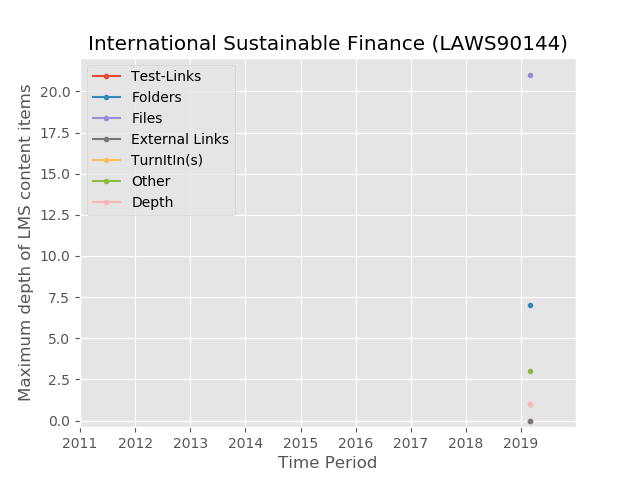 International Sustainable Finance (LAWS90144)
Test-Links
Folders
Files
External Links
TurnItIn(s)
Other
Depth
Maximum depth of LMS content items
20.0
17.5
15.0
12.5
10.0
7.5
5.0
2.5
0.0
2011 2012 2013 2014 2015 2016 2017 2018 2019
Time Period